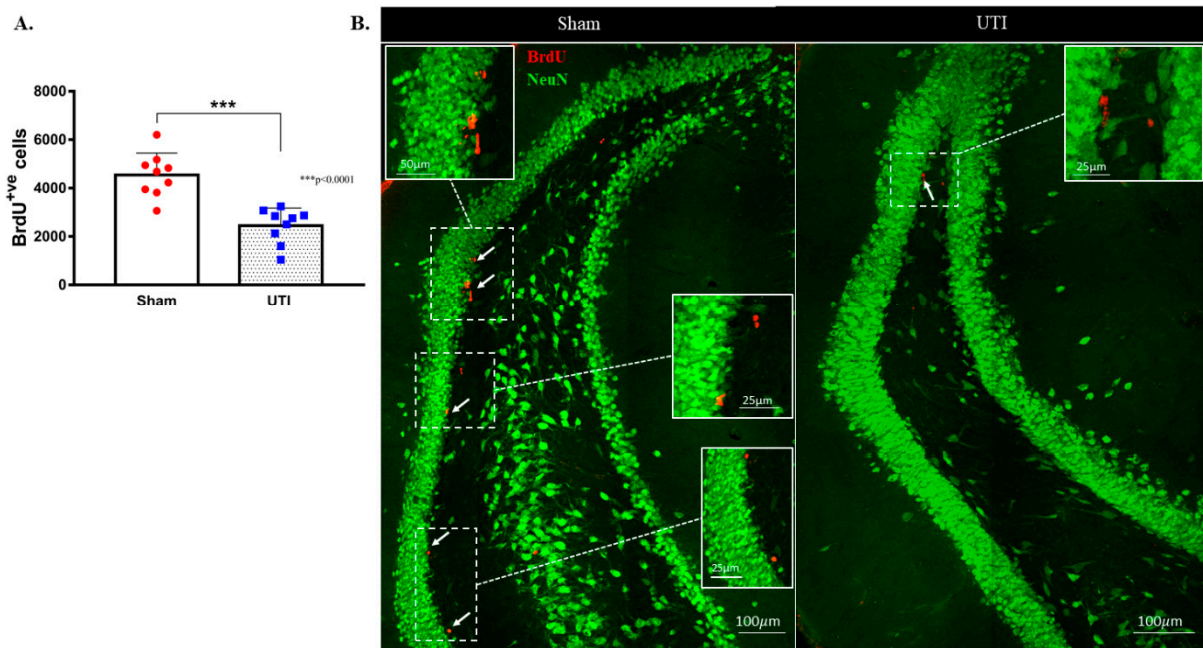 A.
B.
Sham
UTI
8000
6000
4000
2000
0
BrdU+ve cells
***
***p<0.0001
Sham
UTI
BrdU
NeuN
50µm
25µm
25µm
100µm
25µm
100µm